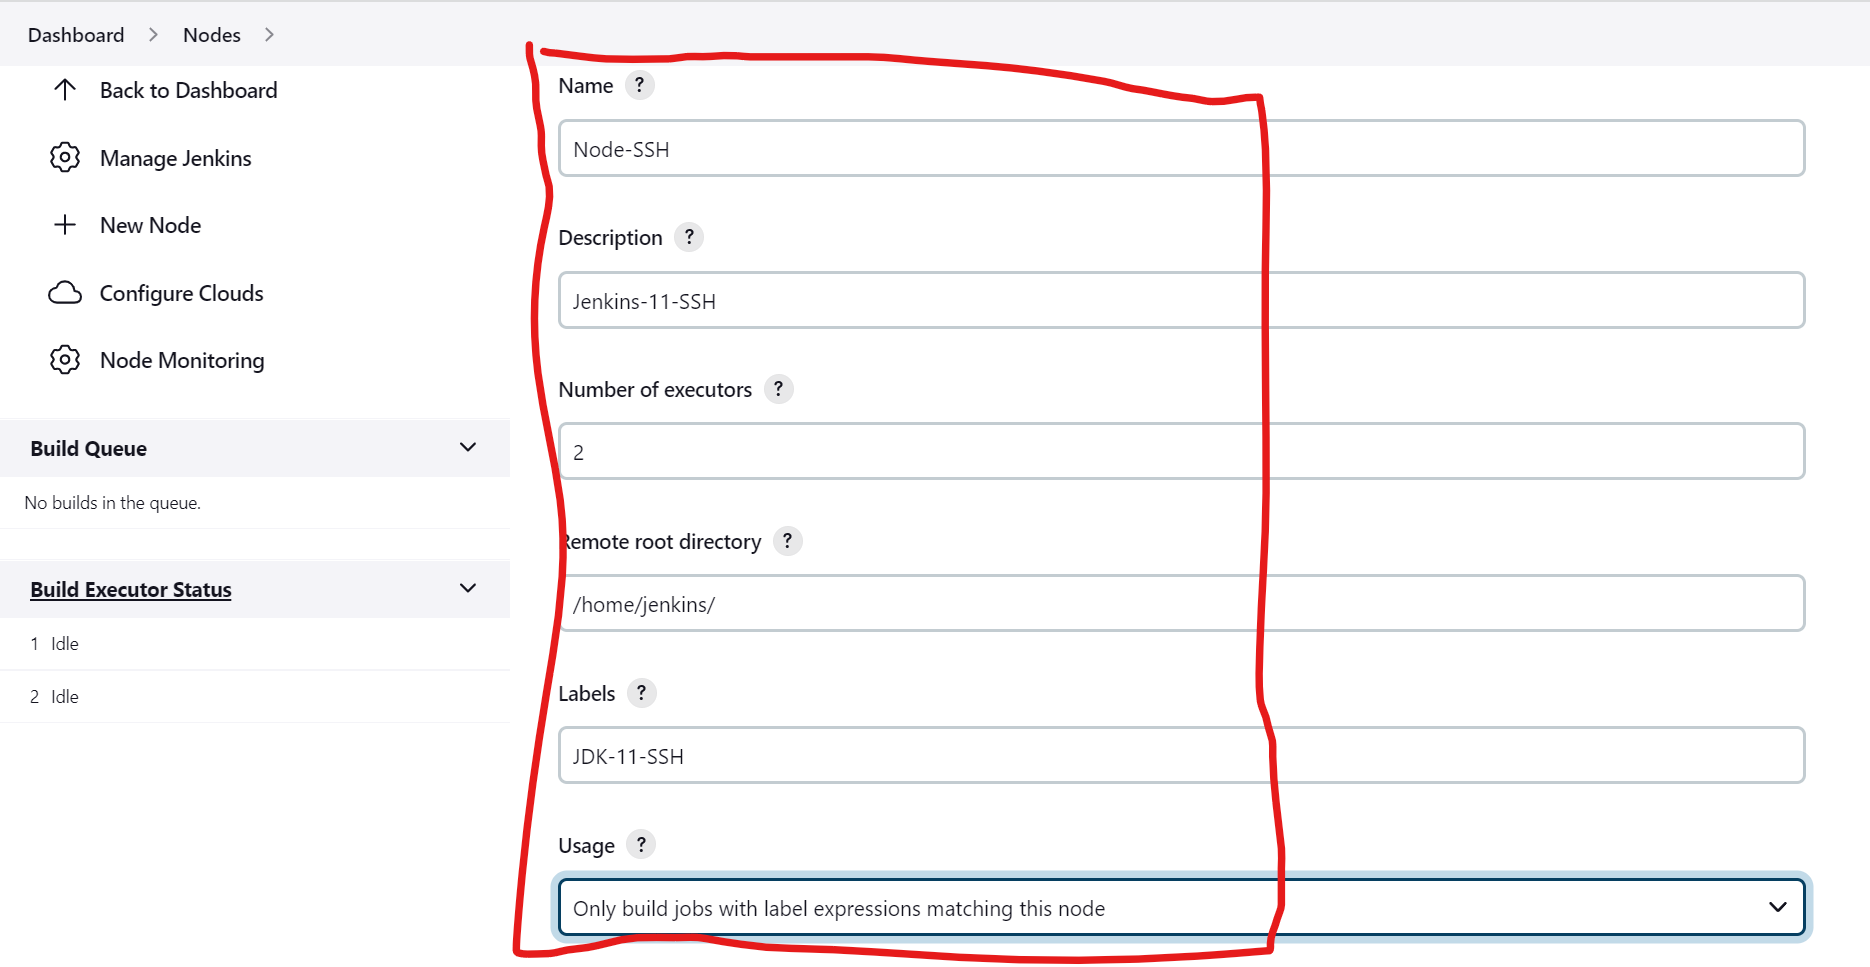 Dashboard > Nodes >
Back to Dashboard
Manage Jenkins
New Node
Configure Clouds
Node Monitoring
Build Queue
No builds in the queue.
Build Executor Status
1 Idle
2 Idle
Name ?
Node-SSH
Description ?
Jenkins-11-SSH
Number of executors ?
2
Remote root directory ?
/home/jenkins/
Labels ?
JDK-11-SSH
Usage ?
Only build jobs with label expressions matching this node